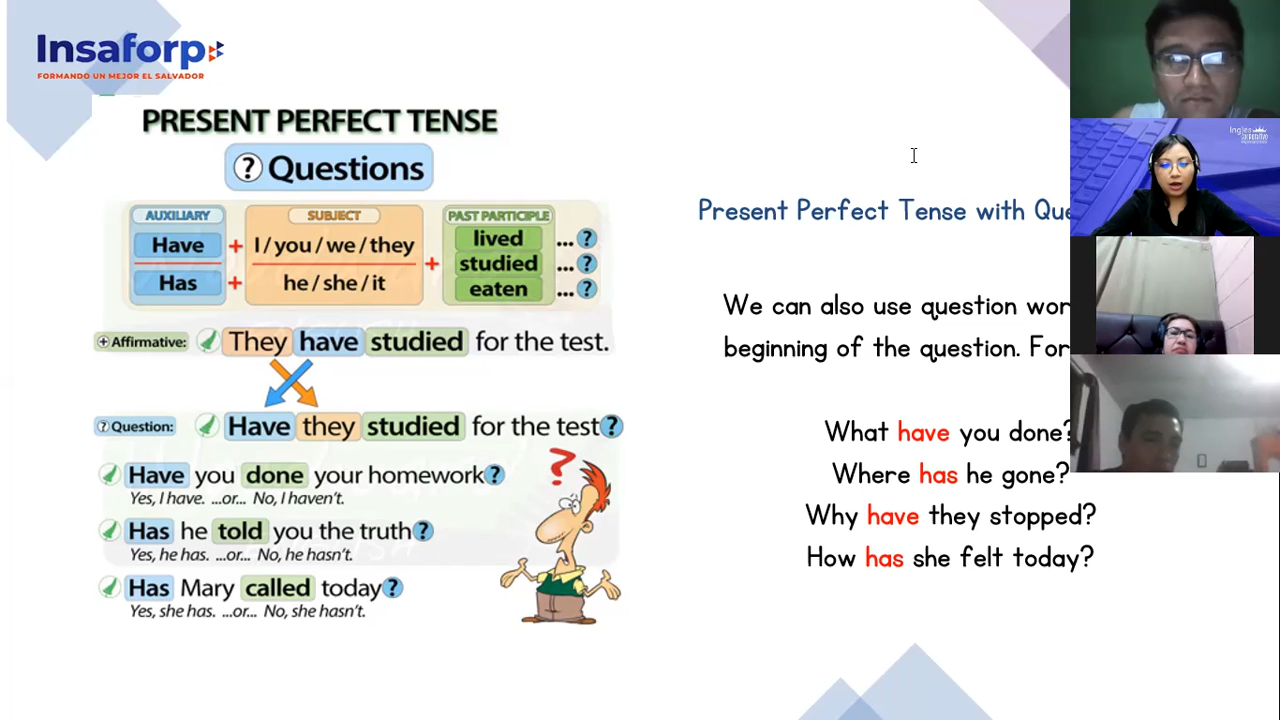 Insaforp
FORMANDO UN MEJOR EL SALVADOR
PRESENT PERFECT TENSE
? Questions
AUXILIARY SUBJECT PAST PARTICIPLE
Have + I / you / we / they + lived ... ?
studied ... ?
Has + he / she / it eaten ... ?
+ Affirmative: They have studied for the test.
? Question: Have they studied for the test?
Have you done your homework?
Yes, I have. ...or... No, I haven't.
Has he told you the truth?
Yes, he has. ...or... No, he hasn't.
Has Mary called today?
Yes, she has. ...or... No, she hasn't.
?
Present Perfect Tense with
We can also use question
beginning of the question. For
What have you done?
Where has he gone?
Why have they stopped?
How has she felt today?
Ingles